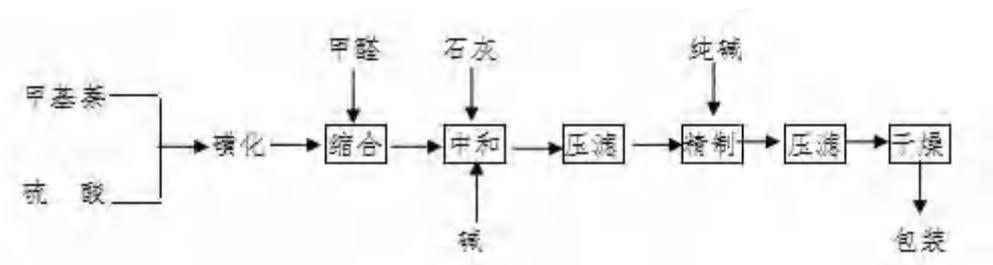 甲醛 石灰 纯碱
甲基萘
磺化 缩合 中和 压滤 精制 压滤 干燥
硫 酸
碱 包装